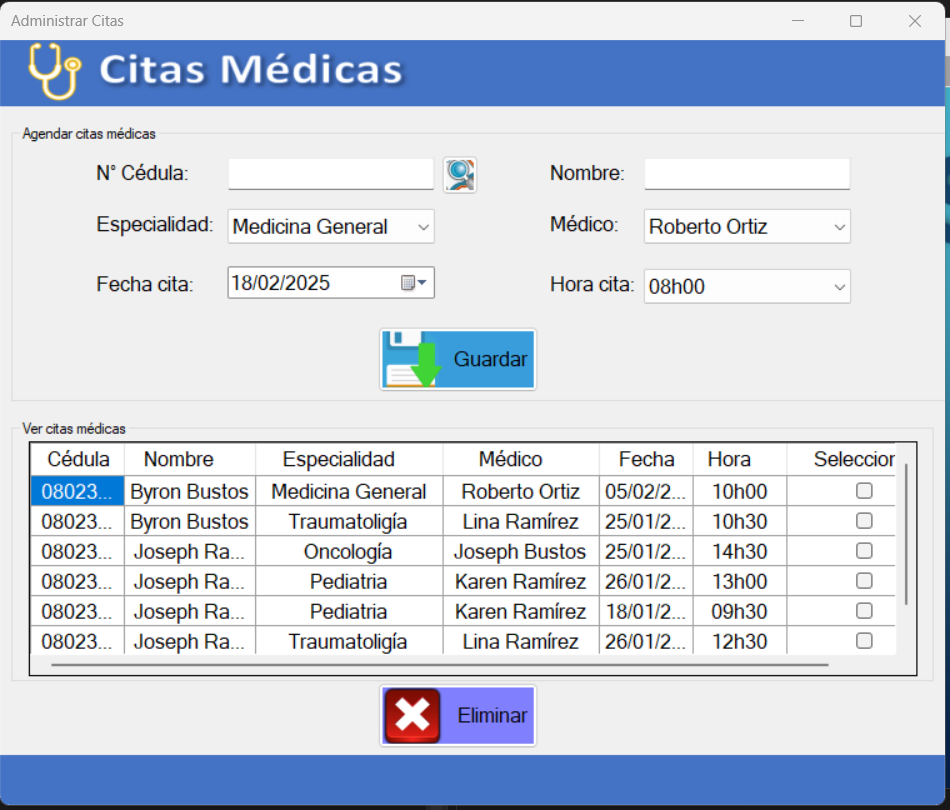 Administrar Citas
Citas Médicas
Agendar citas médicas
N° Cédula:
Nombre:
Especialidad: Medicina General
Médico: Roberto Ortiz
Fecha cita: 18/02/2025
Hora cita: 08h00
Guardar
Ver citas médicas
Cédula Nombre Especialidad Médico Fecha Hora Seleccior
08023... Byron Bustos Medicina General Roberto Ortiz 05/02/2... 10h00
08023... Byron Bustos Traumatoligía Lina Ramírez 25/01/2... 10h30
08023... Joseph Ra... Oncología Joseph Bustos 25/01/2... 14h30
08023... Joseph Ra... Pediatria Karen Ramírez 26/01/2... 13h00
08023... Joseph Ra... Pediatria Karen Ramírez 18/01/2... 09h30
08023... Joseph Ra... Traumatoligía Lina Ramírez 26/01/2... 12h30
Eliminar